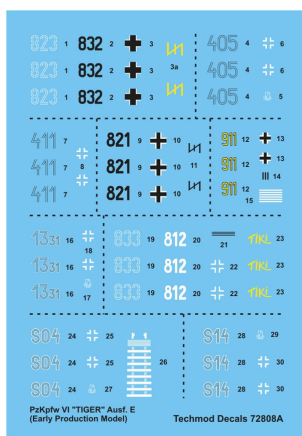 823 1 832 2 3 3a 405 4 6
823 1 832 2 3 405 4 6
823 1 832 2 3 405 4 5
411 7 821 9 10 911 12 13
411 7 8 821 9 10 11 911 12 13
14
411 7 821 9 10 911 12
15
1331 16 833 19 812 20 TIKI 23
18 21
1331 16 833 19 812 20 22 TIKI 23
1331 16 17 833 19 812 20 22 TIKI 23
S04 24 25 S14 28 29
S04 24 25 26 S14 28 30
S04 24 27 S14 28 30
PzKpfw VI "TIGER" Ausf. E
(Early Production Model)
Techmod Decals 72808A